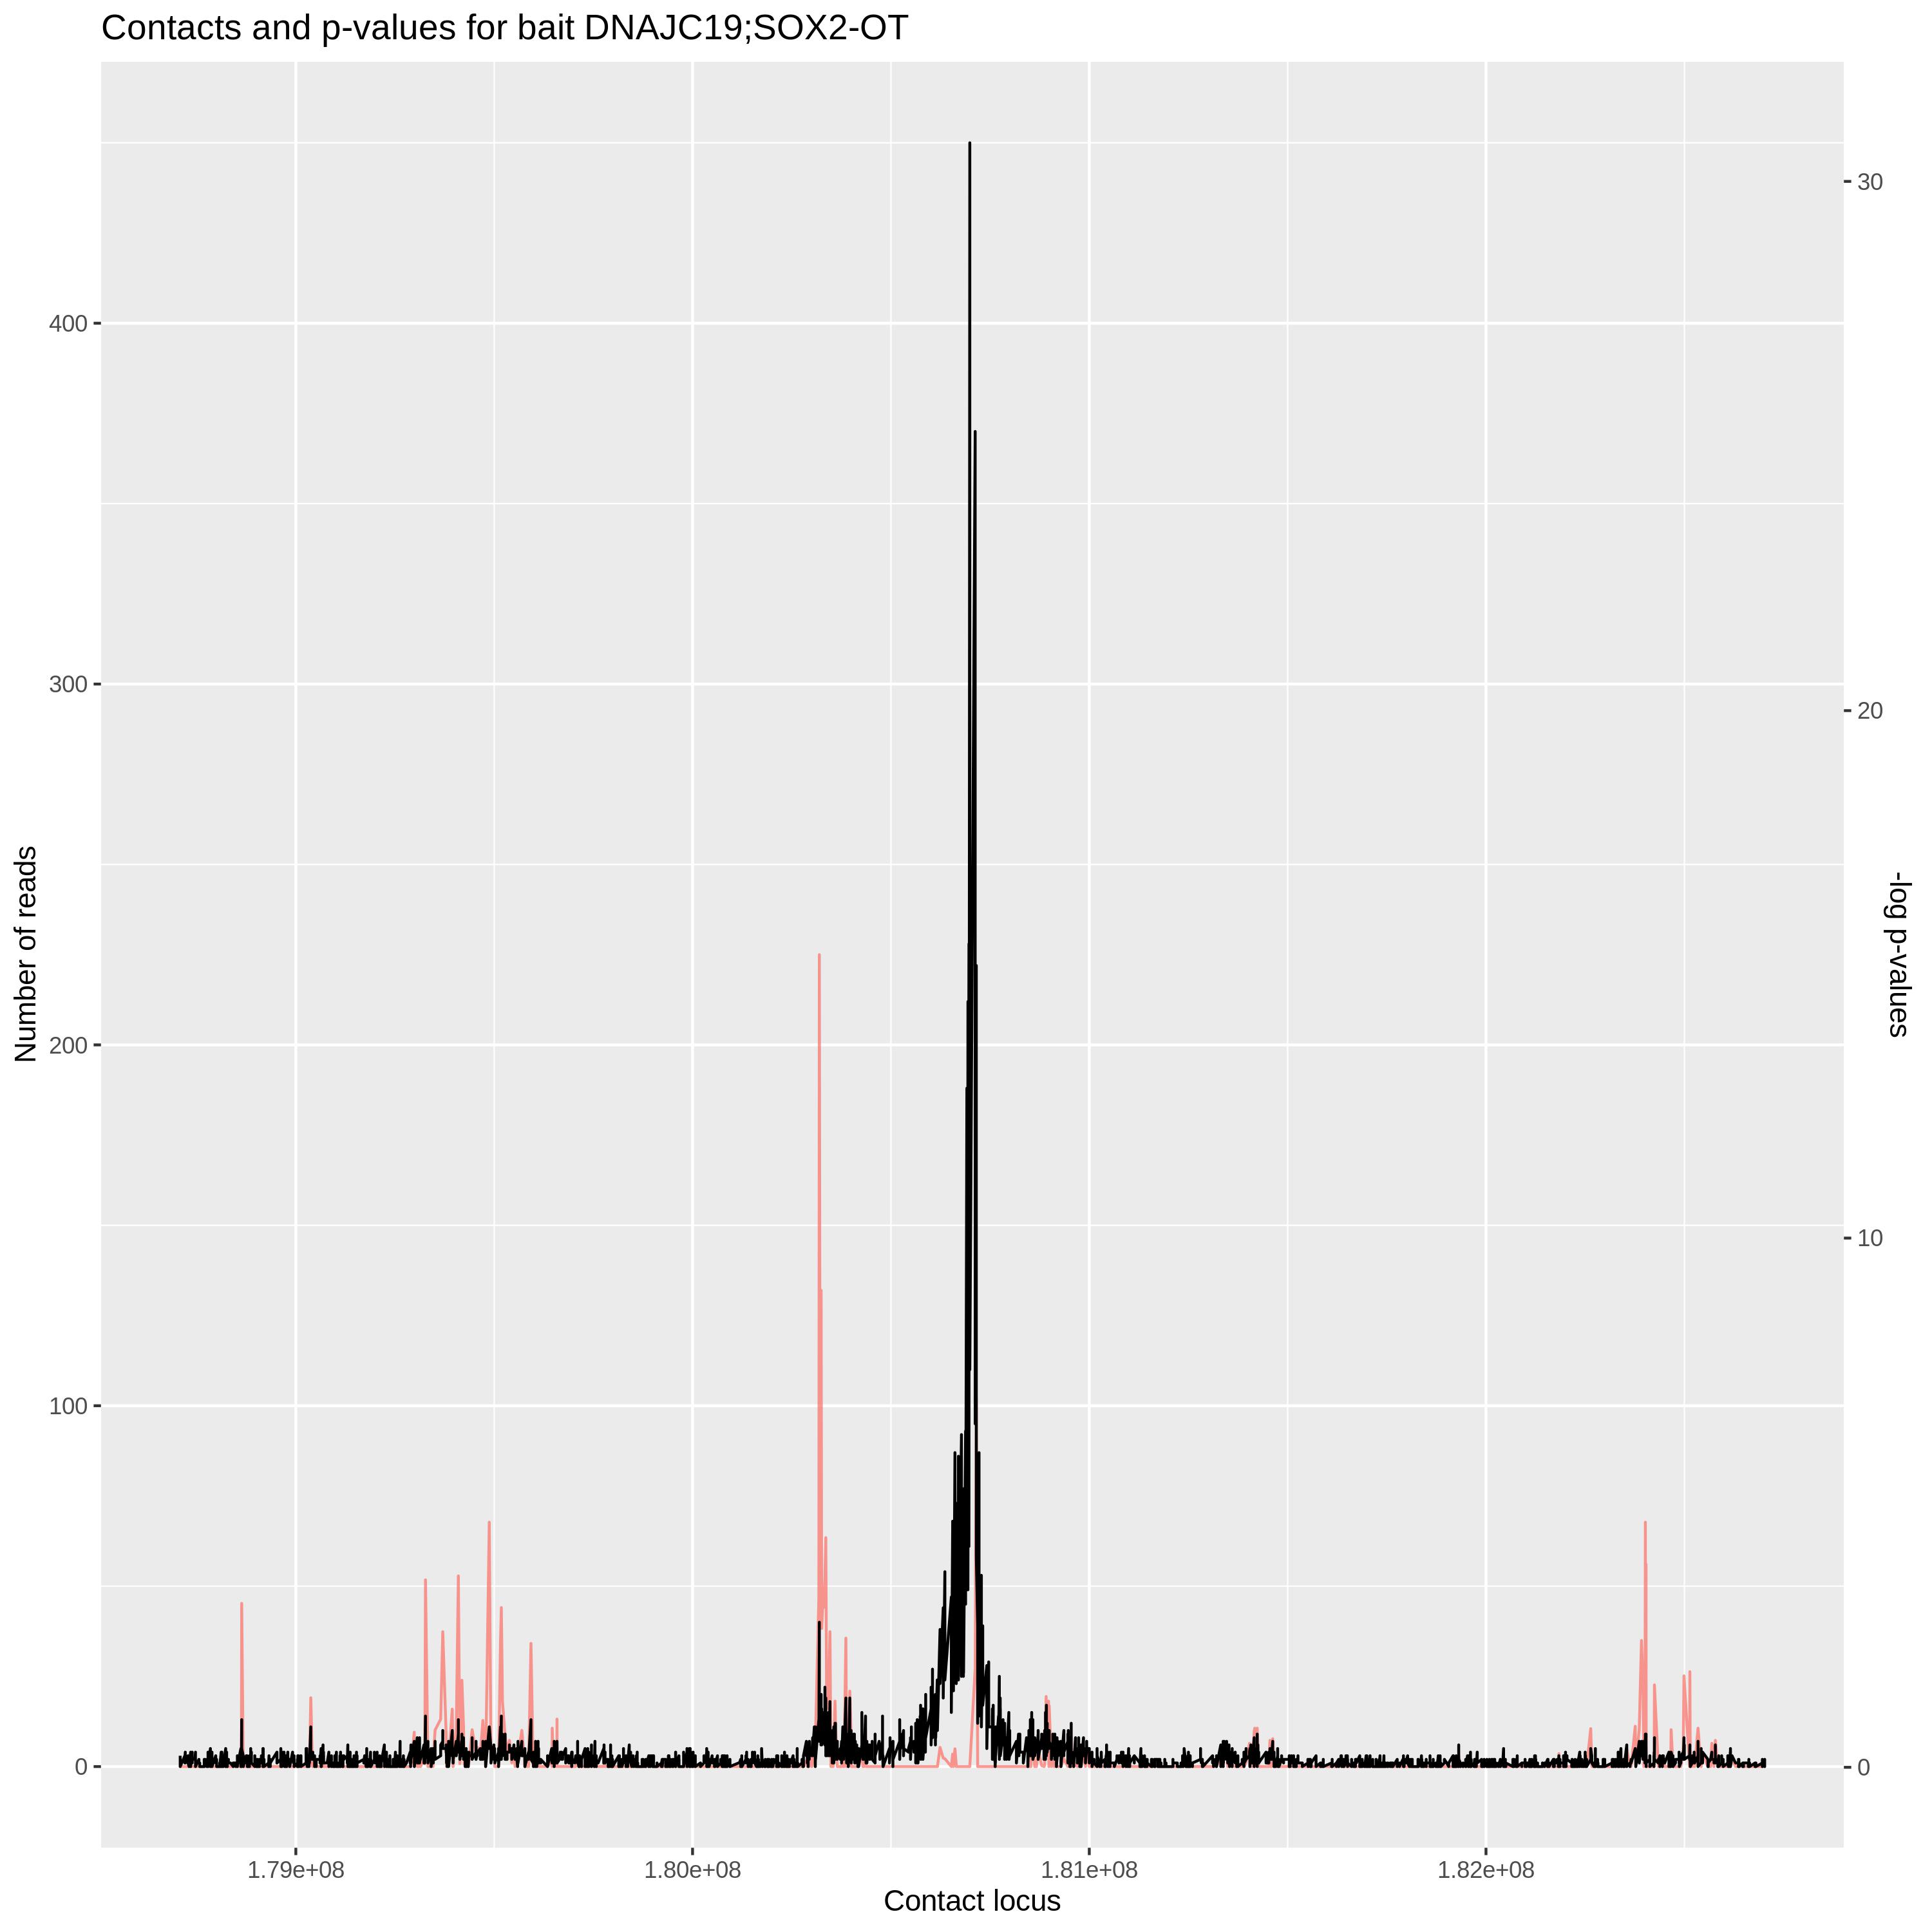 Contacts and p-values for bait DNAJC19;SOX2-OT
Number of reads
400
300
200
100
0
30
20
10
0
-log p-values
1.79e+08
1.80e+08
1.81e+08
1.82e+08
Contact locus